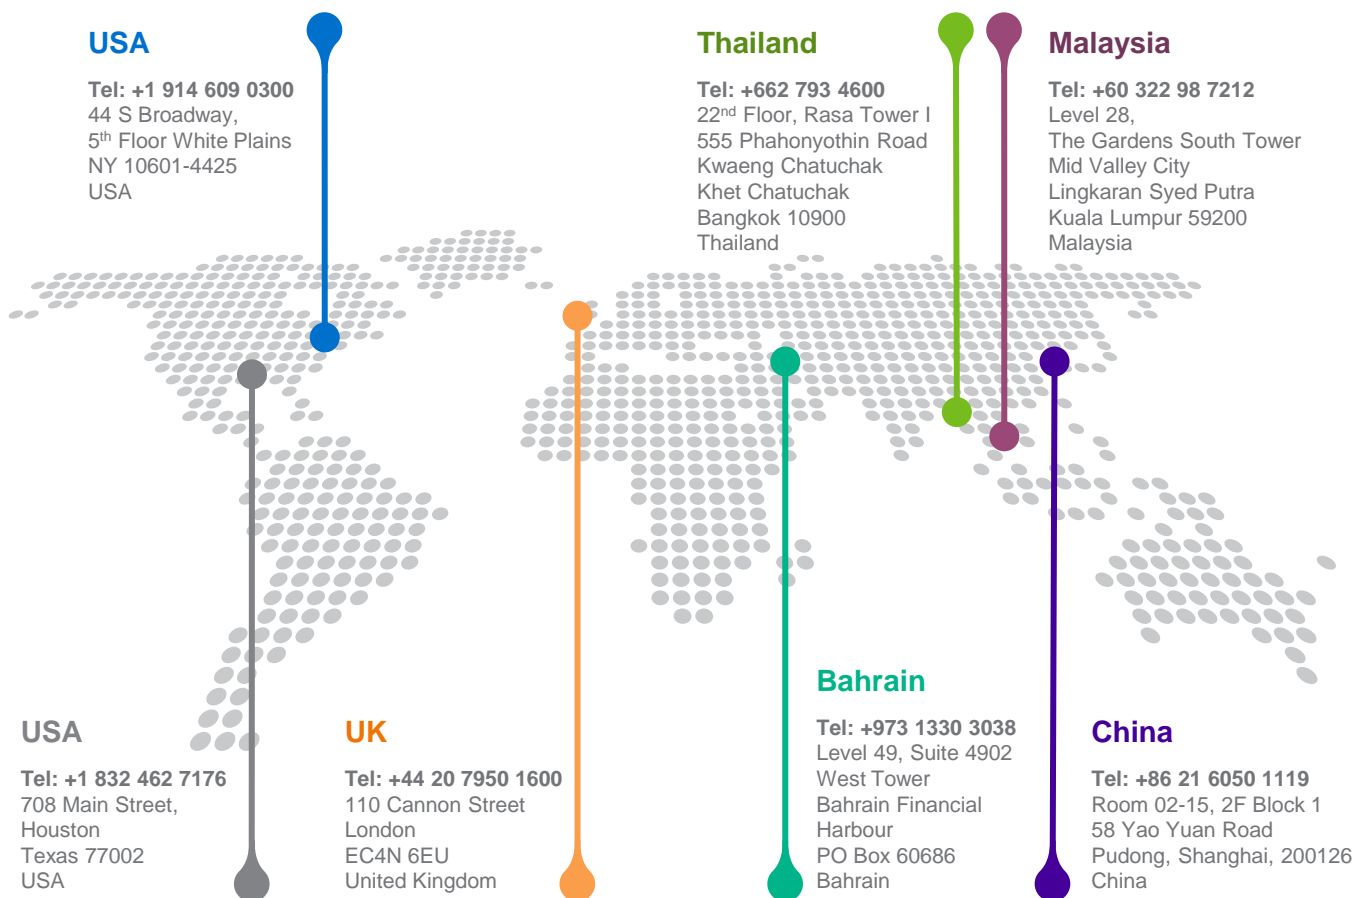 USA
Tel: +1 914 609 0300
44 S Broadway,
5th Floor White Plains
NY 10601-4425
USA
Thailand
Tel: +662 793 4600
22nd Floor, Rasa Tower I
555 Phahonyothin Road
Kwaeng Chatuchak
Khet Chatuchak
Bangkok 10900
Thailand
Malaysia
Tel: +60 322 98 7212
Level 28,
The Gardens South Tower
Mid Valley City
Lingkaran Syed Putra
Kuala Lumpur 59200
Malaysia
USA
Tel: +1 832 462 7176
708 Main Street,
Houston
Texas 77002
USA
UK
Tel: +44 20 7950 1600
110 Cannon Street
London
EC4N 6EU
United Kingdom
Bahrain
Tel: +973 1330 3038
Level 49, Suite 4902
West Tower
Bahrain Financial
Harbour
PO Box 60686
Bahrain
China
Tel: +86 21 6050 1119
Room 02-15, 2F Block 1
58 Yao Yuan Road
Pudong, Shanghai, 200126
China